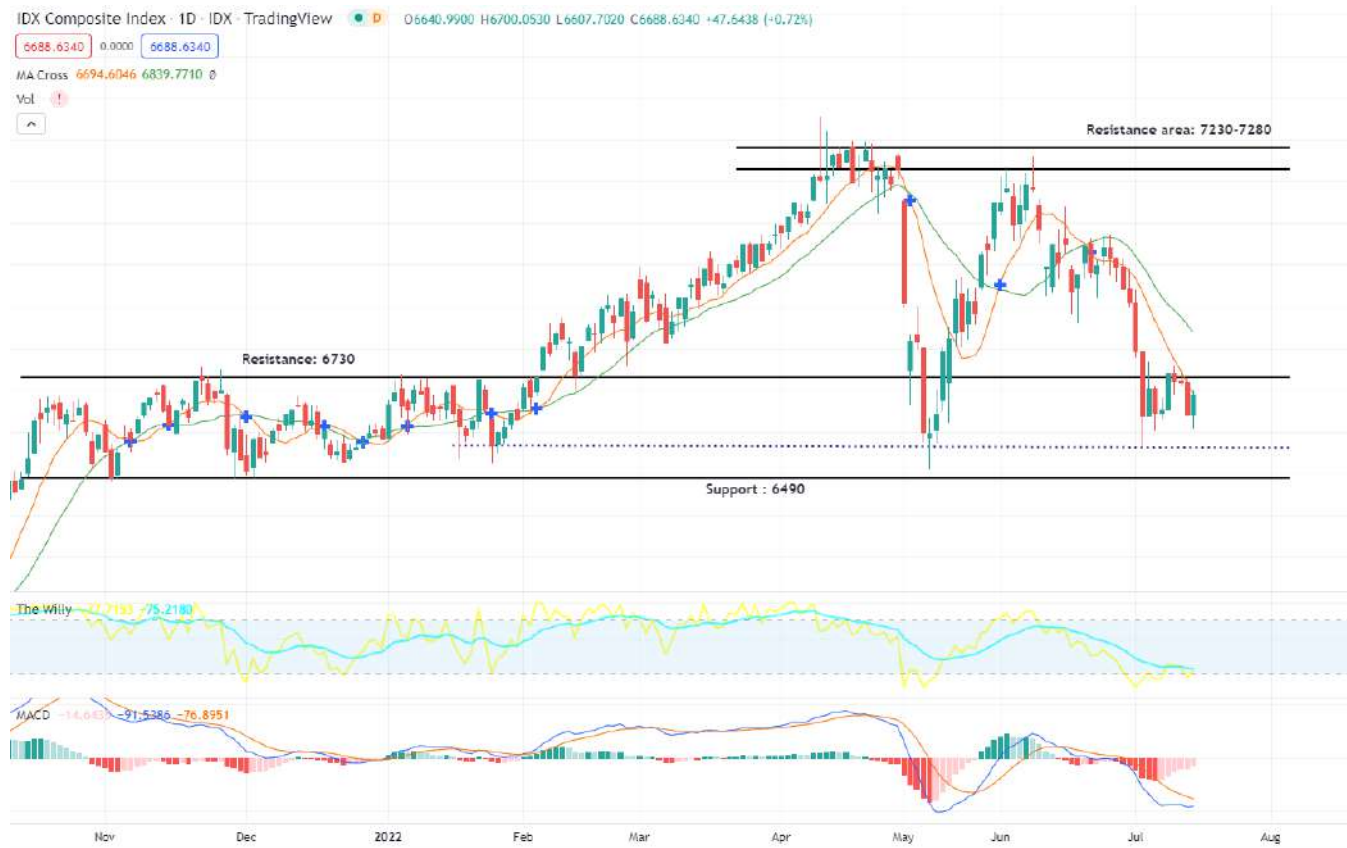 IDX Composite Index · 1D · IDX · TradingView D O6640.9900 H6700.0530 L6607.7020 C6688.6340 +47.6438 (+0.72%)
6688.6340 0.0000 6688.6340
MA Cross 6694.6046 6839.7710 ø
Vol !
Resistance area: 7230-7280
Resistance: 6730
Support : 6490
The Willy -75.2180
MACD -91.5386 -76.8951
Nov Dec 2022 Feb Mar Apr May Jun Jul Aug